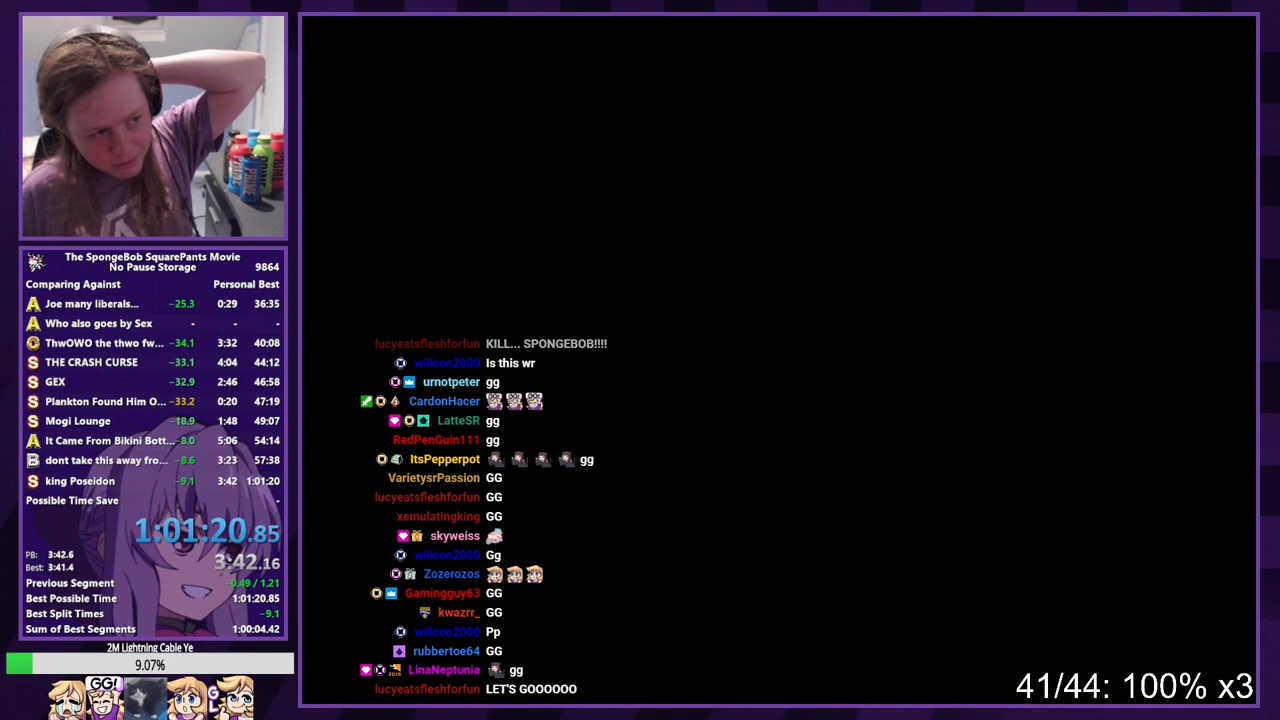 The SpongeBob SquarePants Movie
No Pause Storage 9864
Comparing Against Personal Best
Joe many liberals... −25.3 0:29 36:35
Who also goes by Sex - - -
ThwOWO the thwo fw... −34.1 3:32 40:08
THE CRASH CURSE −33.1 4:04 44:12
GEX −32.9 2:46 46:58
Plankton Found Him O... −33.2 0:20 47:19
Mogi Lounge −18.9 1:48 49:07
It Came From Bikini Bott... −8.0 5:06 54:14
dont take this away fro... −8.6 3:23 57:38
king Poseidon −9.1 3:42 1:01:20
Possible Time Save -
1:01:20.85
PB: 3:42.6
Best: 3:41.4
3:42.16
Previous Segment −0.49 / 1.21
Best Possible Time 1:01:20.85
Best Split Times −9.1
Sum of Best Segments 1:00:04.42
2M Lightning Cable Ye
9.07%
GG!
lucyeatsfleshforfun KILL... SPONGEBOB!!!!
willcon2000 Is this wr
urnotpeter gg
CardonHacer
LatteSR gg
RedPenGuin111 gg
ItsPepperpot gg
VarietysrPassion GG
lucyeatsfleshforfun GG
xemulatingking GG
skyweiss
willcon2000 Gg
Zozerozos
Gamingguy63 GG
kwazrr_ GG
willcon2000 Pp
rubbertoe64 GG
LinaNeptunia gg
lucyeatsfleshforfun LET'S GOOOOOO
41/44: 100% x3